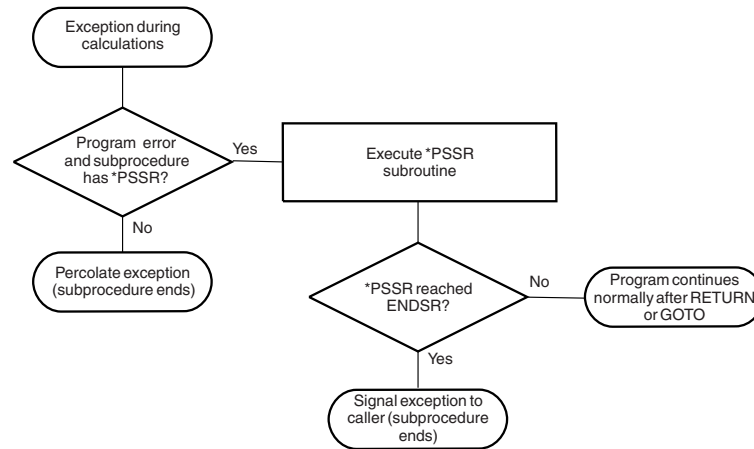 Exception during
calculations
Program error
and subprocedure
has *PSSR?
Yes
Execute *PSSR
subroutine
No
Percolate exception
(subprocedure ends)
*PSSR reached
ENDSR?
No
Program continues
normally after RETURN
or GOTO
Yes
Signal exception to
caller (subprocedure
ends)